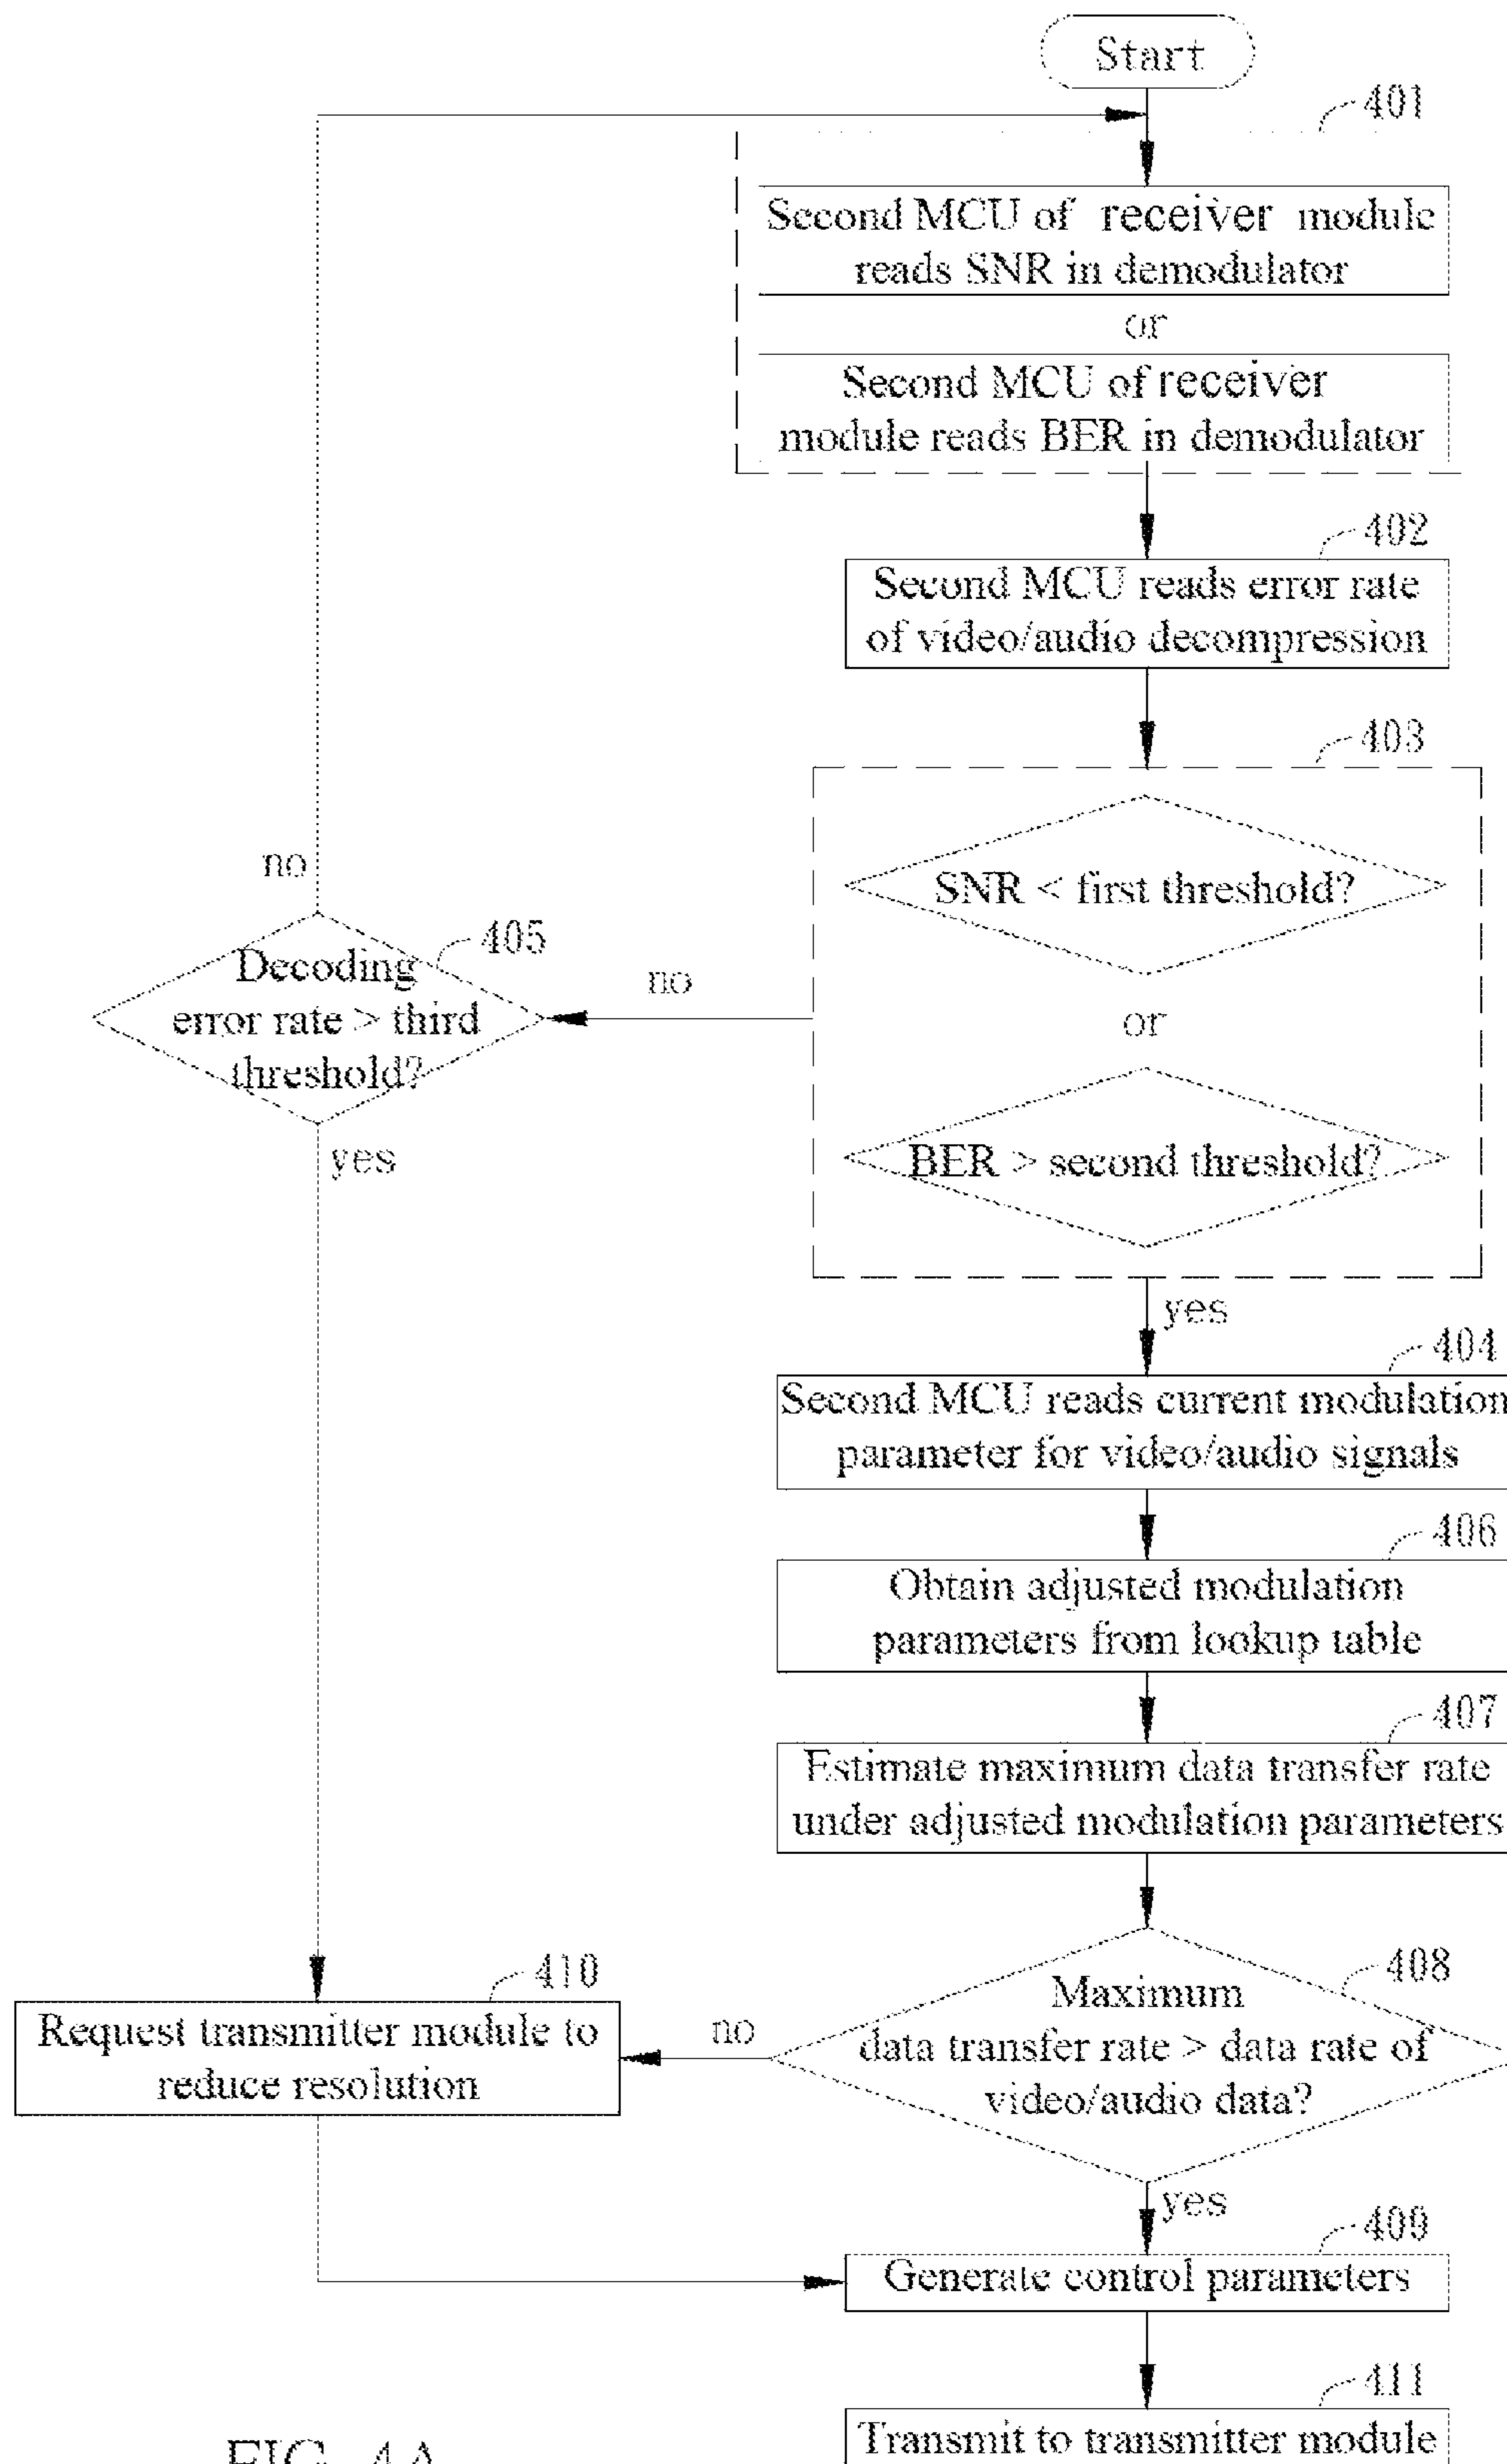 Start
401
Second MCU of receiver module
reads SNR in demodulator
or
Second MCU of receiver
module reads BER in demodulator
402
Second MCU reads error rate
of video/audio decompression
403
SNR < first threshold?
or
BER > second threshold?
no
405
Decoding
error rate > third
threshold?
no
yes
yes
404
Second MCU reads current modulation
parameter for video/audio signals
406
Obtain adjusted modulation
parameters from lookup table
407
Estimate maximum data transfer rate
under adjusted modulation parameters
408
Maximum
data transfer rate > data rate of
video/audio data?
no
410
Request transmitter module to
reduce resolution
yes
409
Generate control parameters
411
Transmit to transmitter module
FIG. 4A